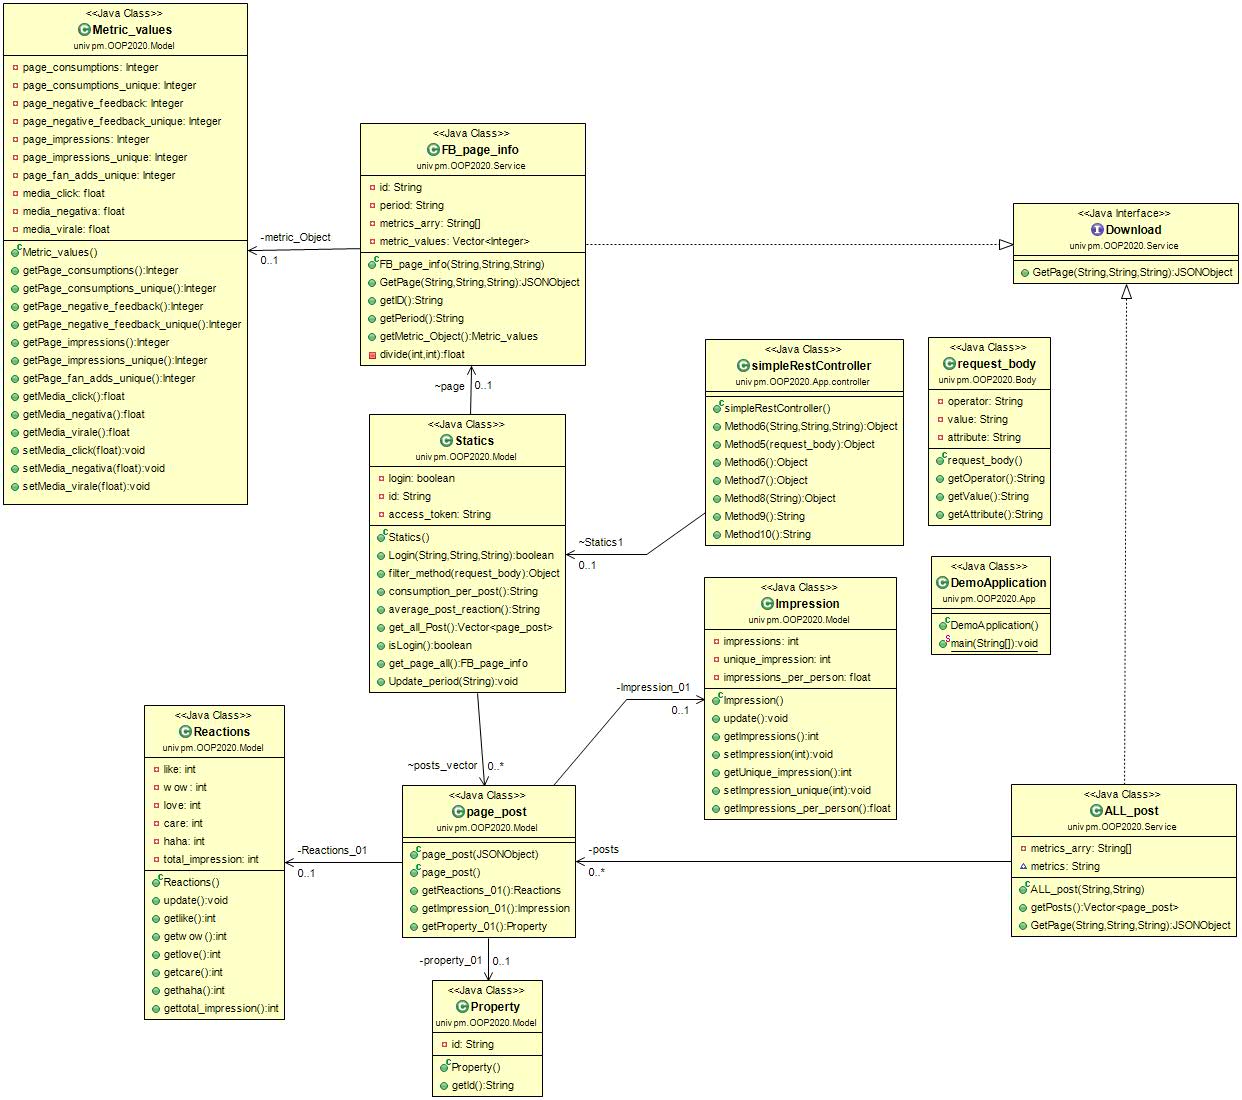 <<Java Class>>
Metric_values
univpm.OOP2020.Model
page_consumptions: Integer
page_consumptions_unique: Integer
page_negative_feedback: Integer
page_negative_feedback_unique: Integer
page_impressions: Integer
page_impressions_unique: Integer
page_fan_adds_unique: Integer
media_click: float
media_negativa: float
media_virale: float
Metric_values()
getPage_consumptions():Integer
getPage_consumptions_unique():Integer
getPage_negative_feedback():Integer
getPage_negative_feedback_unique():Integer
getPage_impressions():Integer
getPage_impressions_unique():Integer
getPage_fan_adds_unique():Integer
getMedia_click():float
getMedia_negativa():float
getMedia_virale():float
setMedia_click(float):void
setMedia_negativa(float):void
setMedia_virale(float):void
-metric_Object
0..1
<<Java Class>>
FB_page_info
univpm.OOP2020.Service
id: String
period: String
metrics_arry: String[]
metric_values: Vector<Integer>
FB_page_info(String,String,String)
GetPage(String,String,String):JSONObject
getID():String
getPeriod():String
getMetric_Object():Metric_values
divide(int,int):float
<<Java Interface>>
Download
univpm.OOP2020.Service
GetPage(String,String,String):JSONObject
~page
0..1
<<Java Class>>
Statics
univpm.OOP2020.Model
login: boolean
id: String
access_token: String
Statics()
Login(String,String,String):boolean
filter_method(request_body):Object
consumption_per_post():String
average_post_reaction():String
get_all_Post():Vector<page_post>
isLogin():boolean
get_page_all():FB_page_info
Update_period(String):void
~Statics1
0..1
<<Java Class>>
simpleRestController
univpm.OOP2020.App.controller
simpleRestController()
Method6(String,String,String):Object
Method5(request_body):Object
Method6():Object
Method7():Object
Method8(String):Object
Method9():String
Method10():String
<<Java Class>>
request_body
univpm.OOP2020.Body
operator: String
value: String
attribute: String
request_body()
getOperator():String
getValue():String
getAttribute():String
<<Java Class>>
DemoApplication
univpm.OOP2020.App
DemoApplication()
main(String[]):void
<<Java Class>>
Impression
univpm.OOP2020.Model
impressions: int
unique_impression: int
impressions_per_person: float
Impression()
update():void
getImpressions():int
setImpression(int):void
getUnique_impression():int
setImpression_unique(int):void
getImpressions_per_person():float
-Impression_01
0..1
<<Java Class>>
Reactions
univpm.OOP2020.Model
like: int
wow: int
love: int
care: int
haha: int
total_impression: int
Reactions()
update():void
getlike():int
getwow():int
getlove():int
getcare():int
gethaha():int
gettotal_impression():int
-Reactions_01
0..1
~posts_vector
0..*
<<Java Class>>
page_post
univpm.OOP2020.Model
page_post(JSONObject)
page_post()
getReactions_01():Reactions
getImpression_01():Impression
getProperty_01():Property
-posts
0..*
<<Java Class>>
ALL_post
univpm.OOP2020.Service
metrics_arry: String[]
metrics: String
ALL_post(String,String)
getPosts():Vector<page_post>
GetPage(String,String,String):JSONObject
-property_01
0..1
<<Java Class>>
Property
univpm.OOP2020.Model
id: String
Property()
getId():String